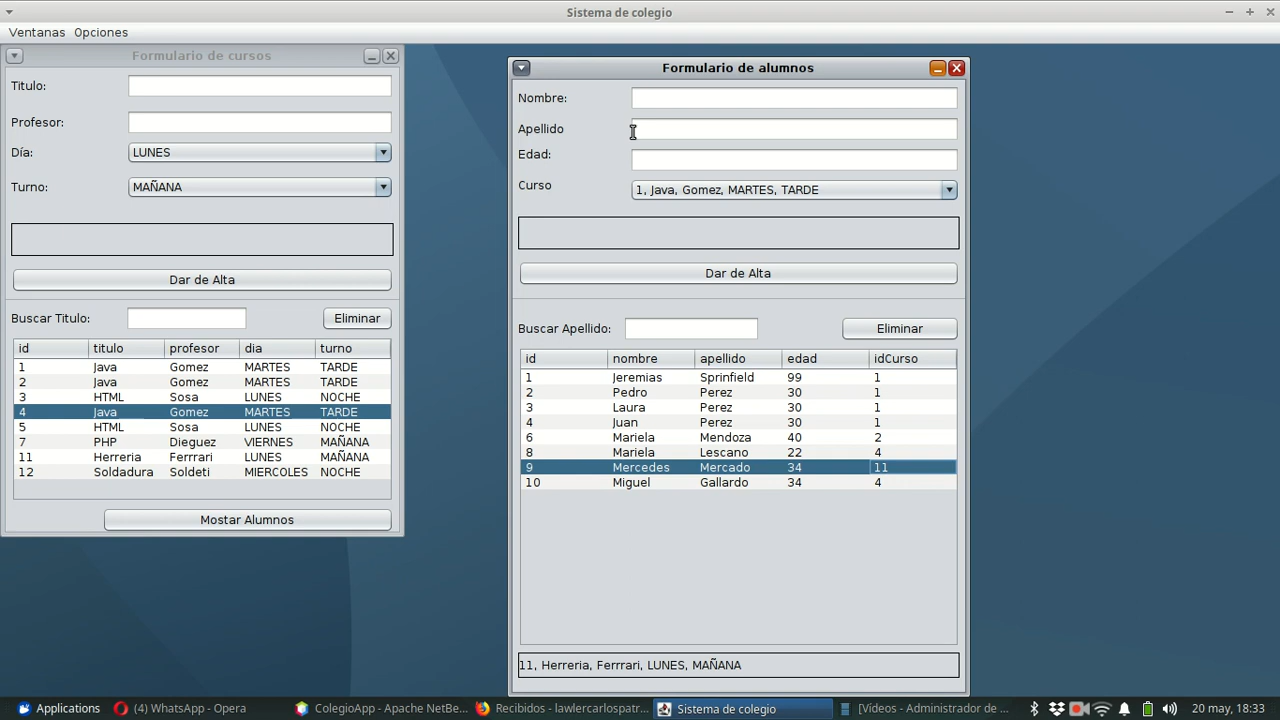 Sistema de colegio
Ventanas Opciones
Formulario de cursos
Titulo:
Profesor:
Día: LUNES
Turno: MAÑANA
Dar de Alta
Buscar Titulo: Eliminar
id titulo profesor dia turno
1 Java Gomez MARTES TARDE
2 Java Gomez MARTES TARDE
3 HTML Sosa LUNES NOCHE
4 Java Gomez MARTES TARDE
5 HTML Sosa LUNES NOCHE
7 PHP Dieguez VIERNES MAÑANA
11 Herreria Ferrrari LUNES MAÑANA
12 Soldadura Soldeti MIERCOLES NOCHE
Mostar Alumnos
Formulario de alumnos
Nombre:
Apellido
Edad:
Curso 1, Java, Gomez, MARTES, TARDE
Dar de Alta
Buscar Apellido: Eliminar
id nombre apellido edad idCurso
1 Jeremias Sprinfield 99 1
2 Pedro Perez 30 1
3 Laura Perez 30 1
4 Juan Perez 30 1
6 Mariela Mendoza 40 2
8 Mariela Lescano 22 4
9 Mercedes Mercado 34 11
10 Miguel Gallardo 34 4
11, Herreria, Ferrrari, LUNES, MAÑANA
Applications (4) WhatsApp - Opera ColegioApp - Apache NetBe... Recibidos - lawlercarlospatr... Sistema de colegio [Vídeos - Administrador de ... 20 may, 18:33